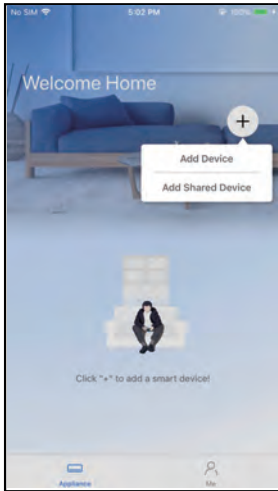 No SIM 5:02 PM 100%
Welcome Home
+
Add Device
Add Shared Device
Click "+" to add a smart device!
Appliance Me